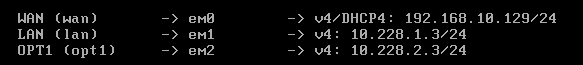 WAN (wan) -> em0 -> v4/DHCP4: 192.168.10.129/24
LAN (lan) -> em1 -> v4: 10.228.1.3/24
OPT1 (opt1) -> em2 -> v4: 10.228.2.3/24